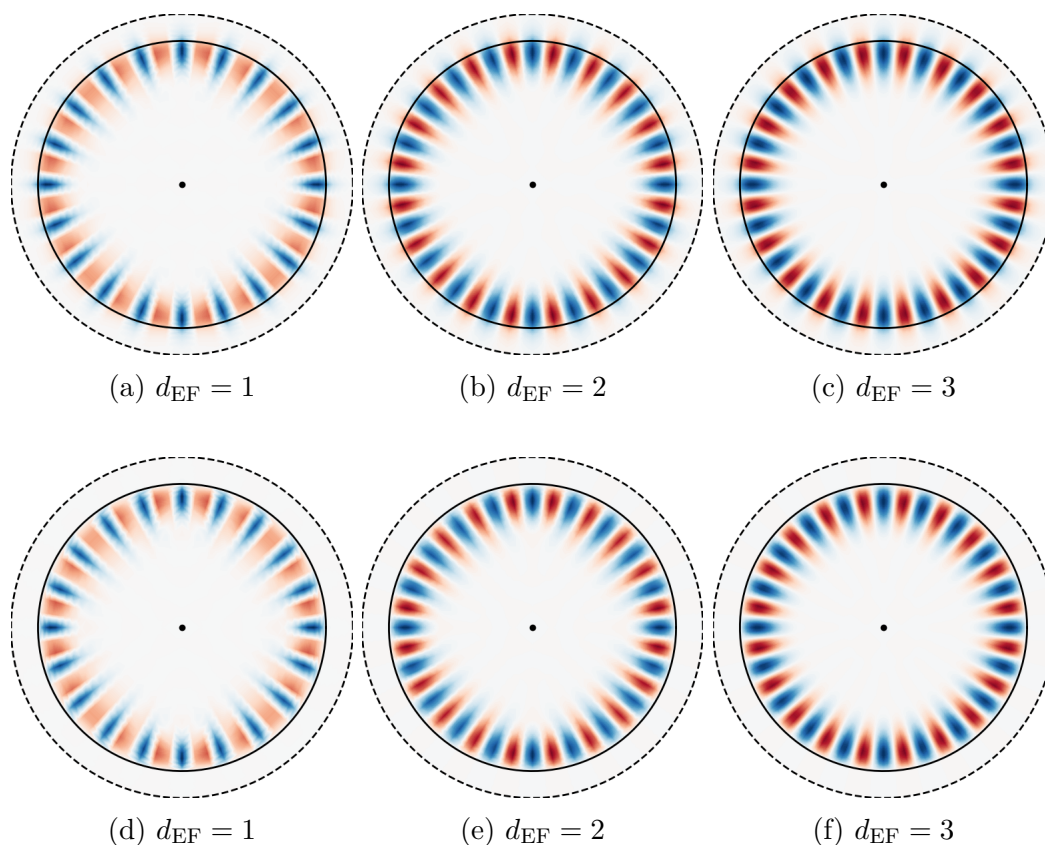 (a) d_EF = 1 (b) d_EF = 2 (c) d_EF = 3
(d) d_EF = 1 (e) d_EF = 2 (f) d_EF = 3